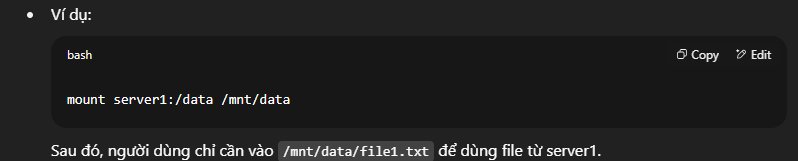 • Ví dụ:
bash Copy Edit
mount server1:/data /mnt/data
Sau đó, người dùng chỉ cần vào /mnt/data/file1.txt để dùng file từ server1.